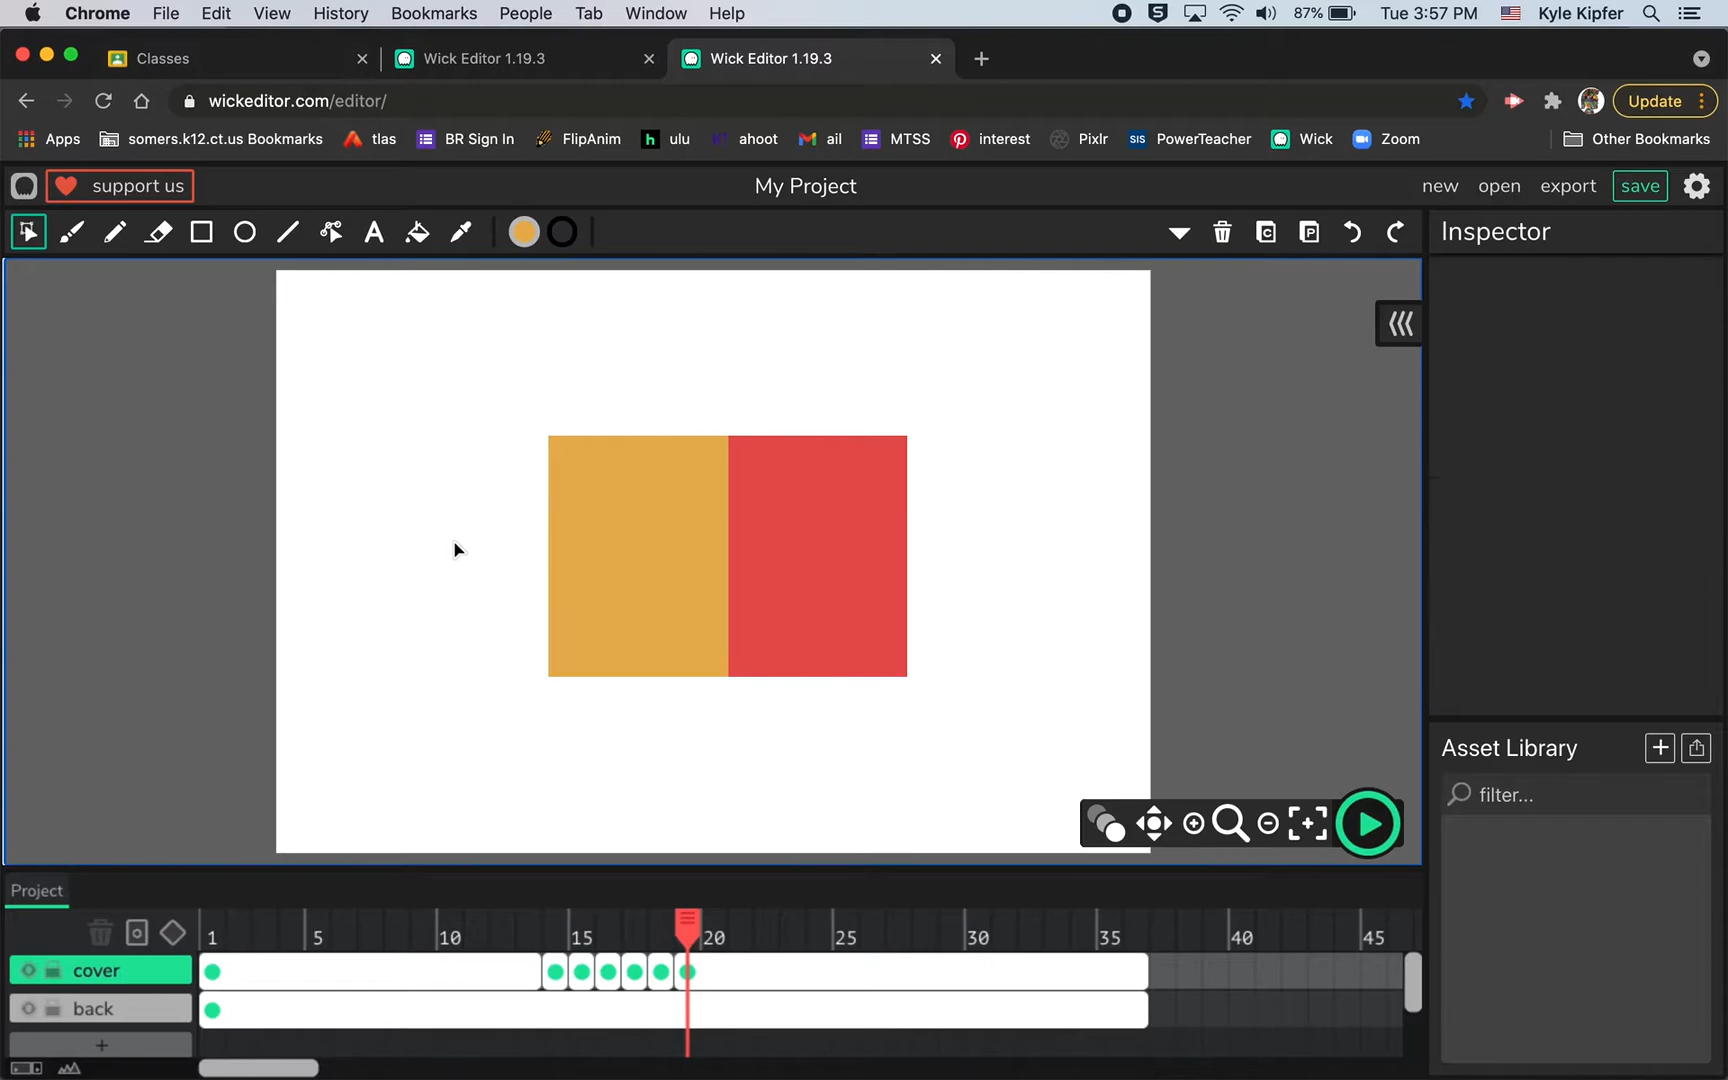 Chrome File Edit View History Bookmarks People Tab Window Help 87% Tue 3:57 PM Kyle Kipfer
Classes Wick Editor 1.19.3 Wick Editor 1.19.3
wickeditor.com/editor/ Update
Apps somers.k12.ct.us Bookmarks tlas BR Sign In FlipAnim h ulu ahoot ail MTSS interest Pixlr SIS PowerTeacher Wick Zoom Other Bookmarks
support us My Project new open export save
A C P Inspector
Asset Library
filter...
Project
1 5 10 15 20 25 30 35 40 45
cover
back